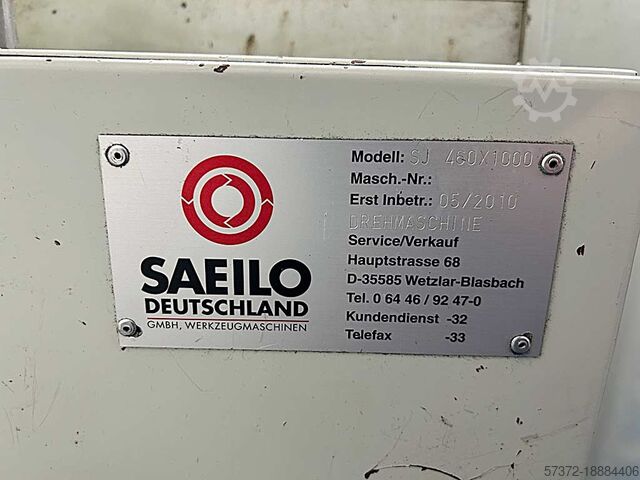 SAEILO
DEUTSCHLAND
GMBH, WERKZEUGMASCHINEN
Modell: SJ 460X1000
Masch.-Nr.:
Erst Inbetr.: 05/2010
DREHMASCHINE
Service/Verkauf
Hauptstrasse 68
D-35585 Wetzlar-Blasbach
Tel. 0 64 46 / 92 47-0
Kundendienst -32
Telefax -33
57372-18884406